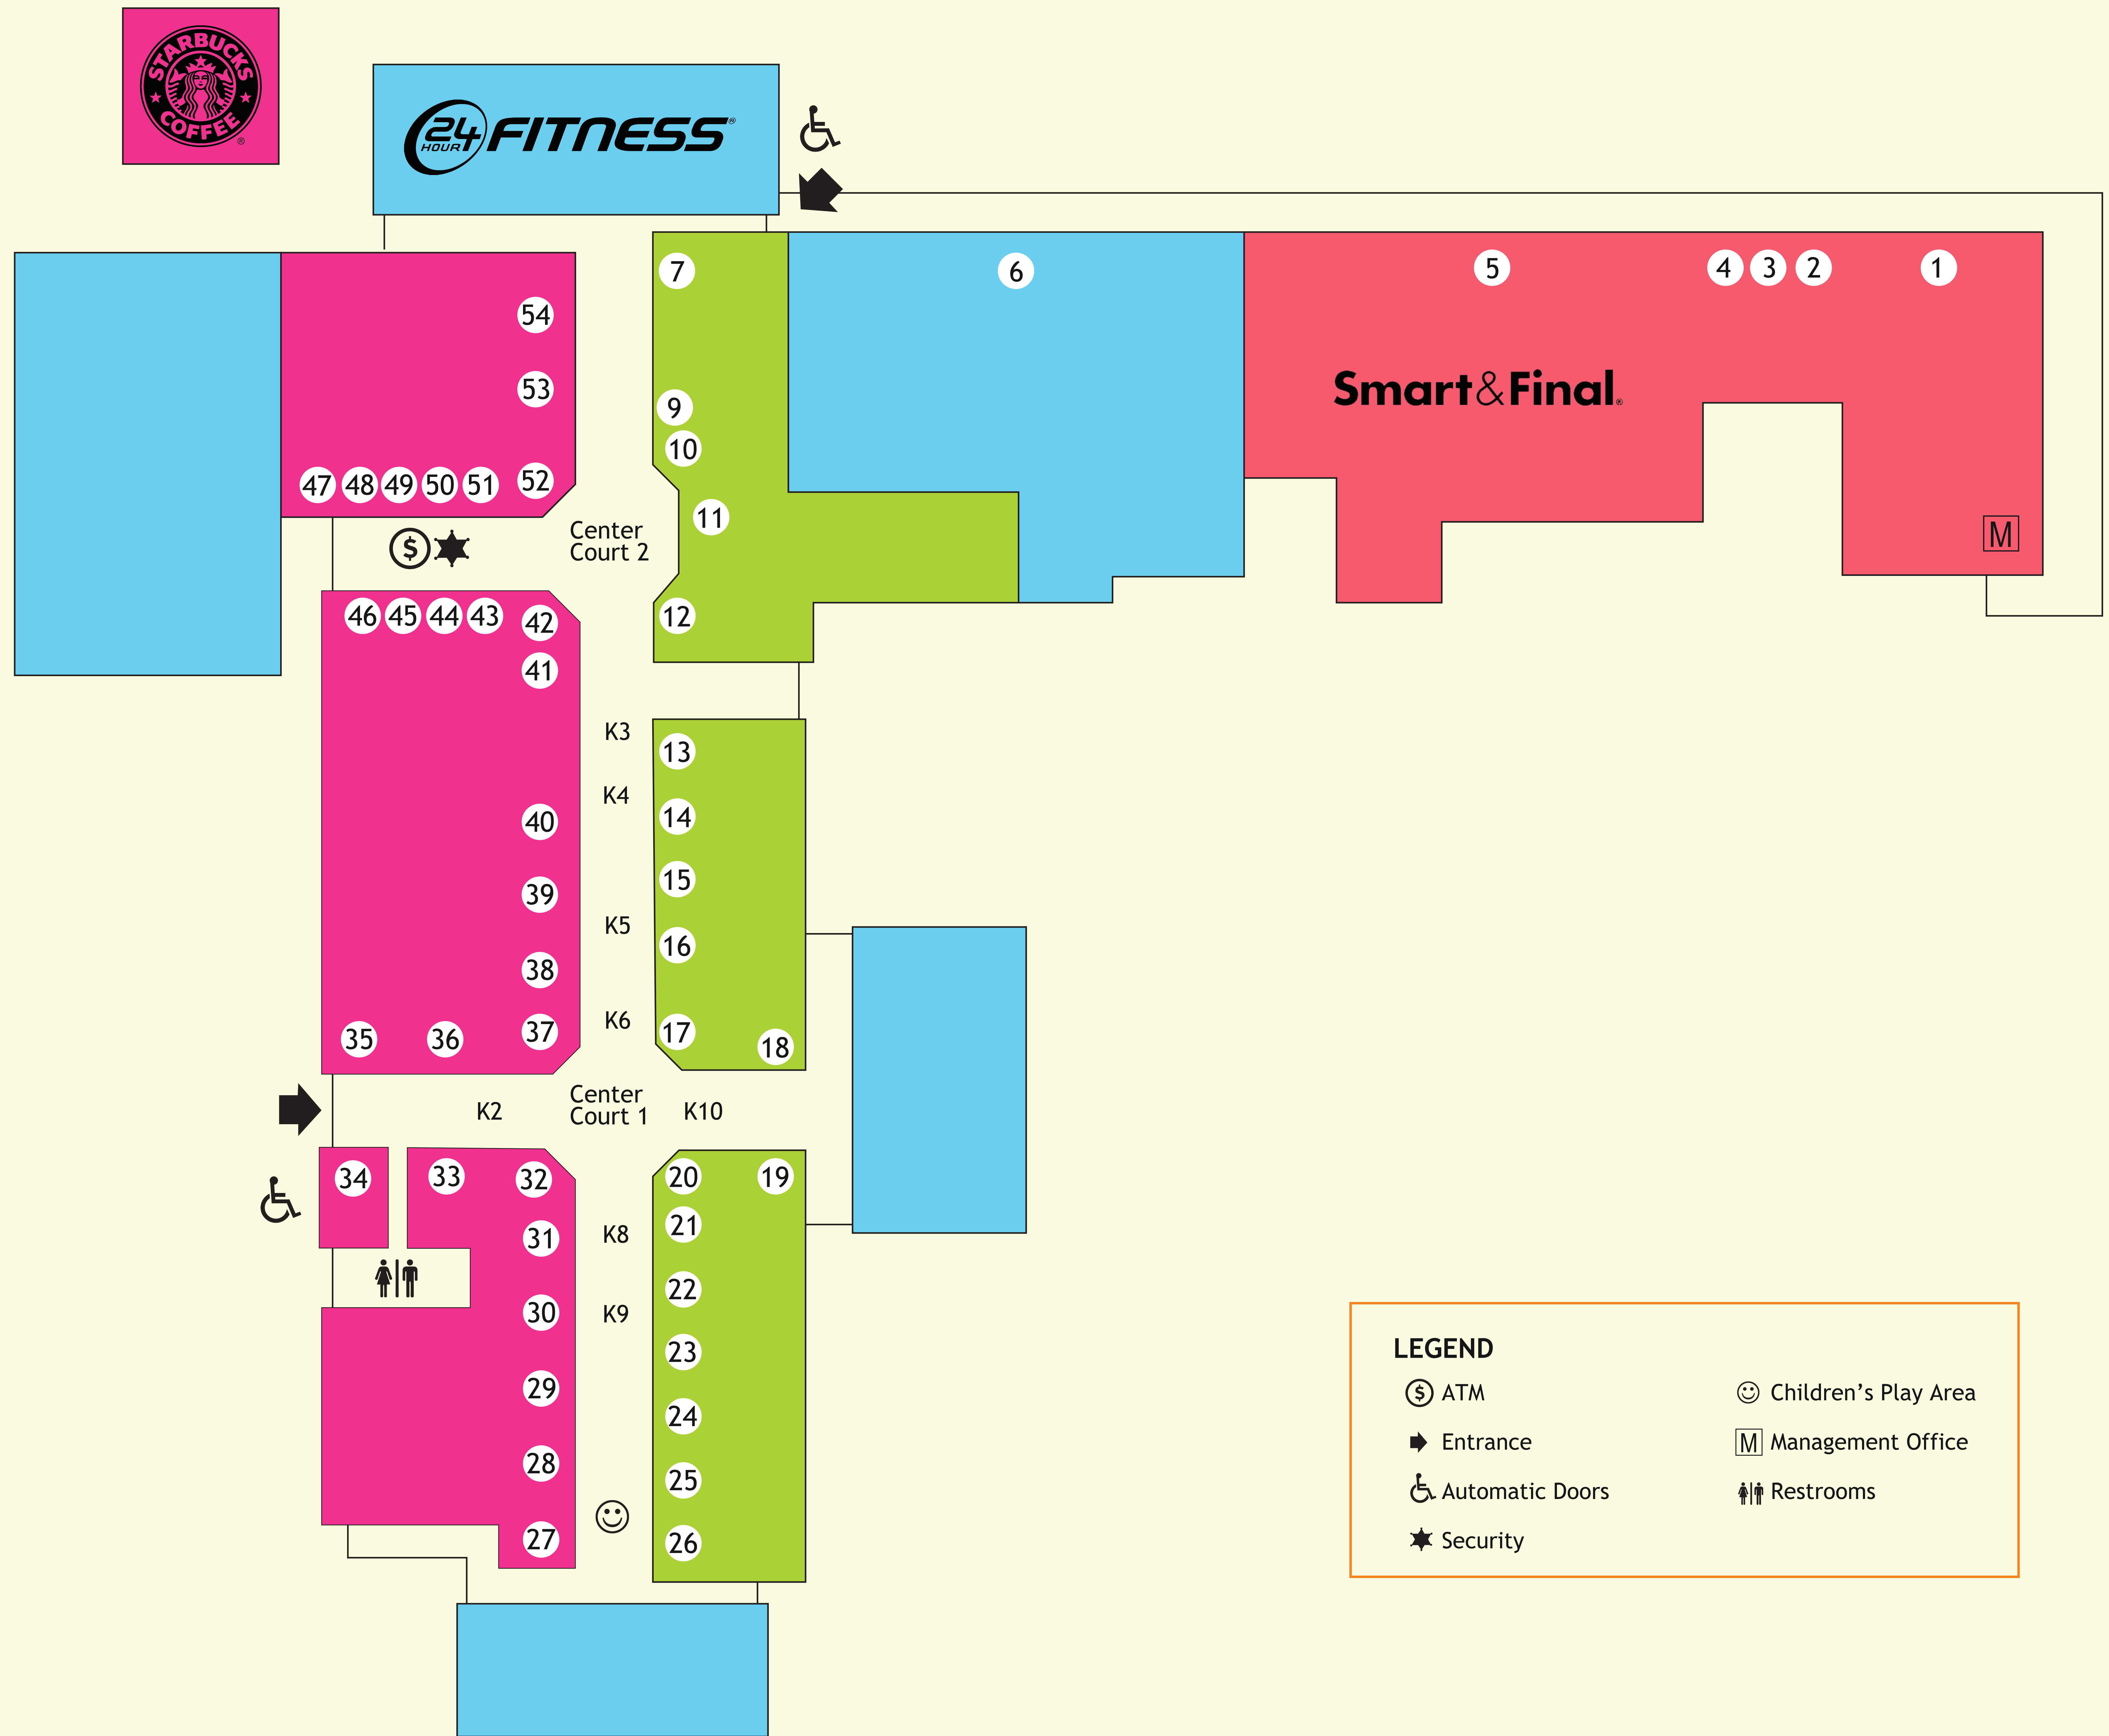 STARBUCKS
COFFEE
®
24
HOUR
FITNESS®
7
6
5
4
3
2
1
54
53
9
10
Smart&Final®
47
48
49
50
51
52
11
M
$
Center
Court 2
46
45
44
43
42
12
41
K3
13
K4
40
14
39
15
K5
16
38
K6
35
36
37
17
18
K2
Center
Court 1
K10
34
33
32
20
19
31
K8
21
30
K9
22
23
29
24
28
25
27
26
LEGEND
$ ATM
Entrance
Automatic Doors
Security
Children's Play Area
M Management Office
Restrooms